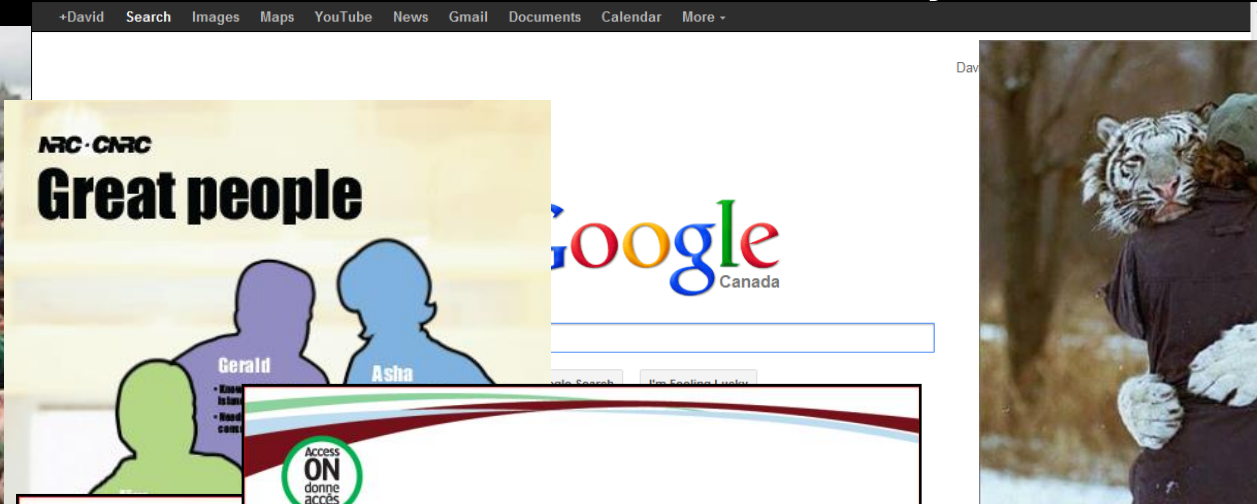 +David Search Images Maps YouTube News Gmail Documents Calendar More
Dav
NRC·CNRC
Great people
Google
Canada
Gerald
Asha
Search
I'm Feeling Lucky
Access
ON
donne
accès